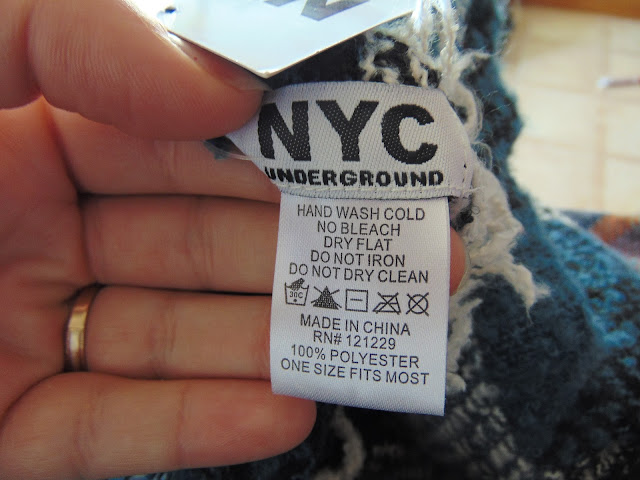 NYC
UNDERGROUND
HAND WASH COLD
NO BLEACH
DRY FLAT
DO NOT IRON
DO NOT DRY CLEAN
30C
MADE IN CHINA
RN# 121229
100% POLYESTER
ONE SIZE FITS MOST